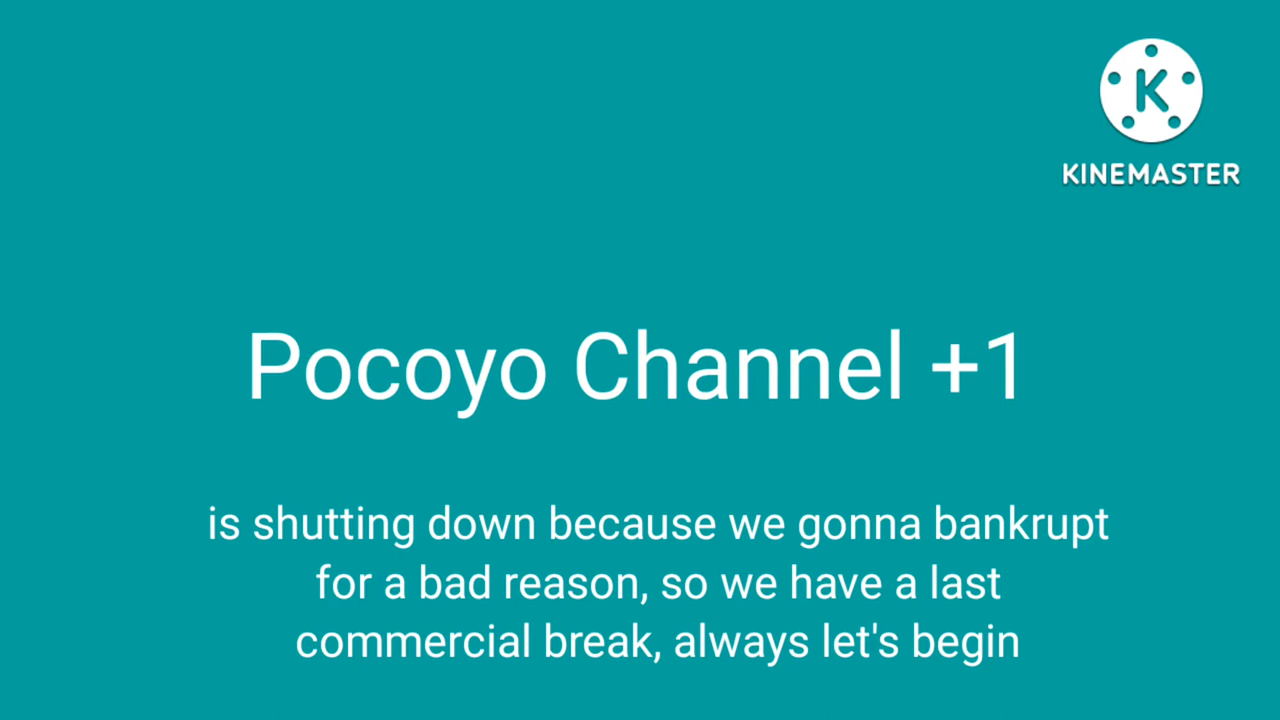 K
KINEMASTER
Pocoyo Channel +1
is shutting down because we gonna bankrupt
for a bad reason, so we have a last
commercial break, always let's begin